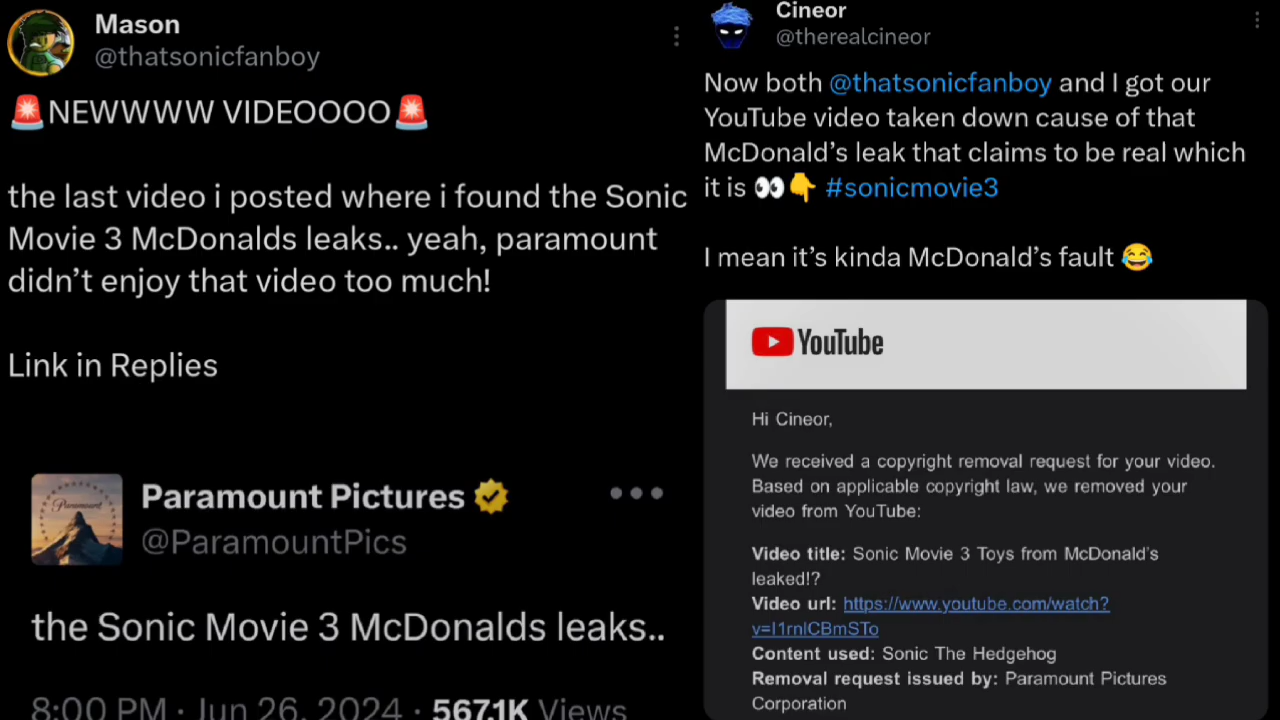 Mason
@thatsonicfanboy
🚨NEWWWW VIDEOOOO🚨
the last video i posted where i found the Sonic
Movie 3 McDonalds leaks.. yeah, paramount
didn’t enjoy that video too much!
Link in Replies
Paramount Pictures
@ParamountPics
the Sonic Movie 3 McDonalds leaks..
8:00 PM · Jun 26, 2024 · 567.1K Views
Cineor
@therealcineor
Now both @thatsonicfanboy and I got our
YouTube video taken down cause of that
McDonald’s leak that claims to be real which
it is 👀👇 #sonicmovie3
I mean it’s kinda McDonald’s fault 😂
YouTube
Hi Cineor,
We received a copyright removal request for your video.
Based on applicable copyright law, we removed your
video from YouTube:
Video title: Sonic Movie 3 Toys from McDonald's
leaked!?
Video url: https://www.youtube.com/watch?
v=I1rnlCBmSTo
Content used: Sonic The Hedgehog
Removal request issued by: Paramount Pictures
Corporation